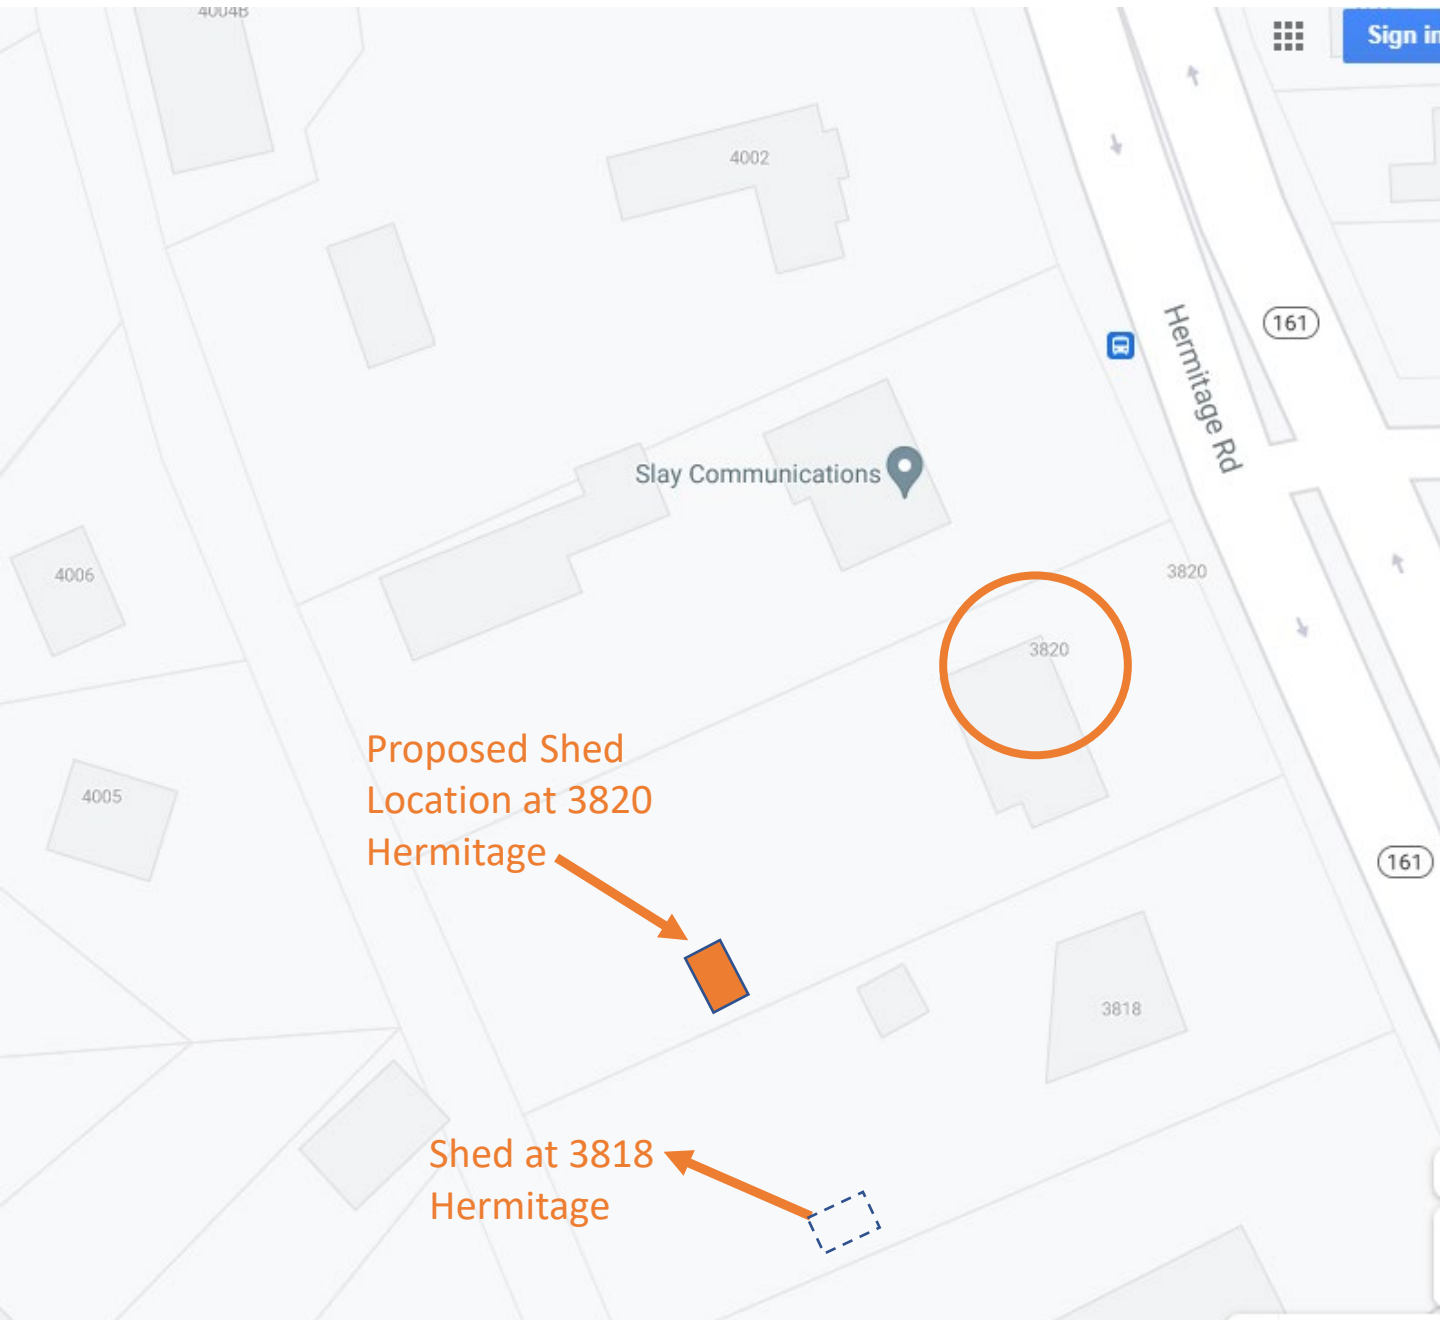 4004B
Sign in
4002
161
Hermitage Rd
Slay Communications
4006
3820
3820
Proposed Shed
Location at 3820
Hermitage
4005
161
3818
Shed at 3818
Hermitage